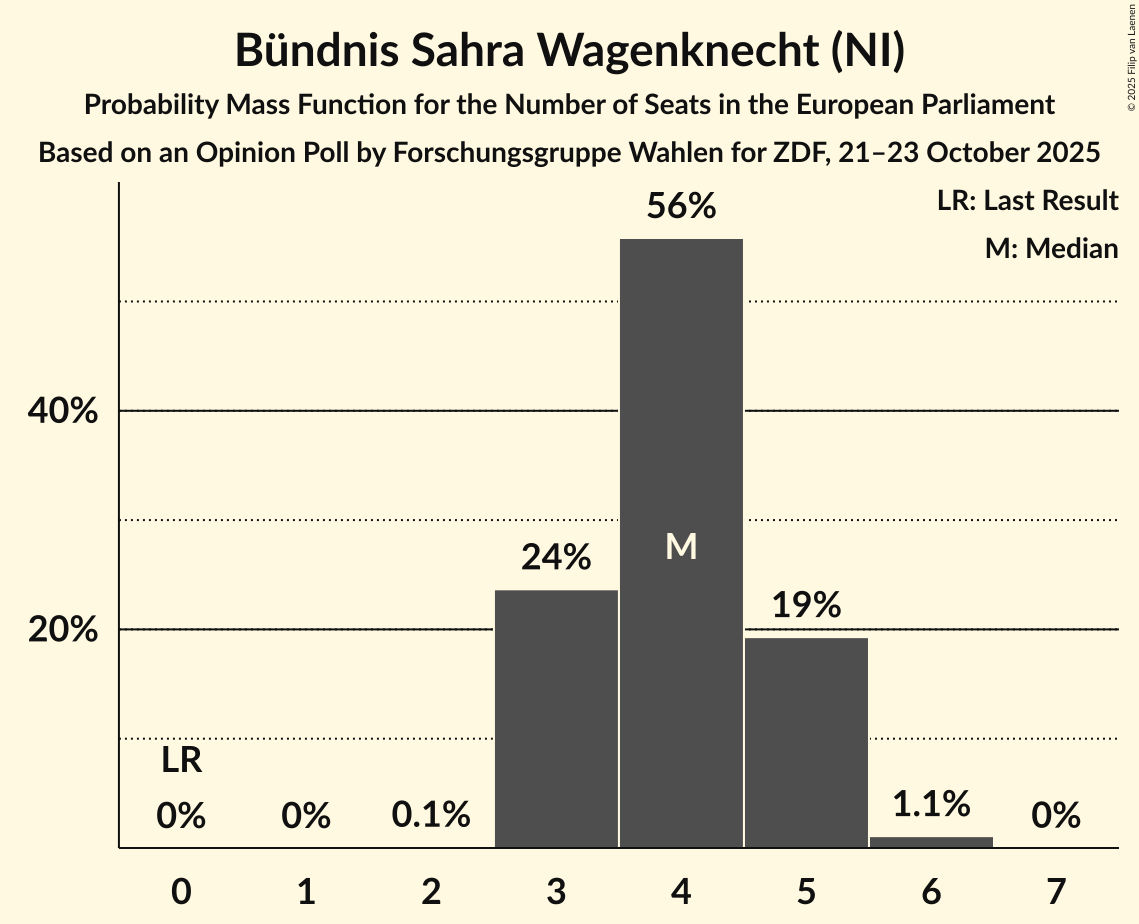 Bündnis Sahra Wagenknecht (NI)
Probability Mass Function for the Number of Seats in the European Parliament
Based on an Opinion Poll by Forschungsgruppe Wahlen for ZDF, 21–23 October 2025
© 2025 Filip van Laenen
LR: Last Result
M: Median
56%
40%
24%
M
19%
20%
LR
0%
0%
0.1%
1.1%
0%
0
1
2
3
4
5
6
7